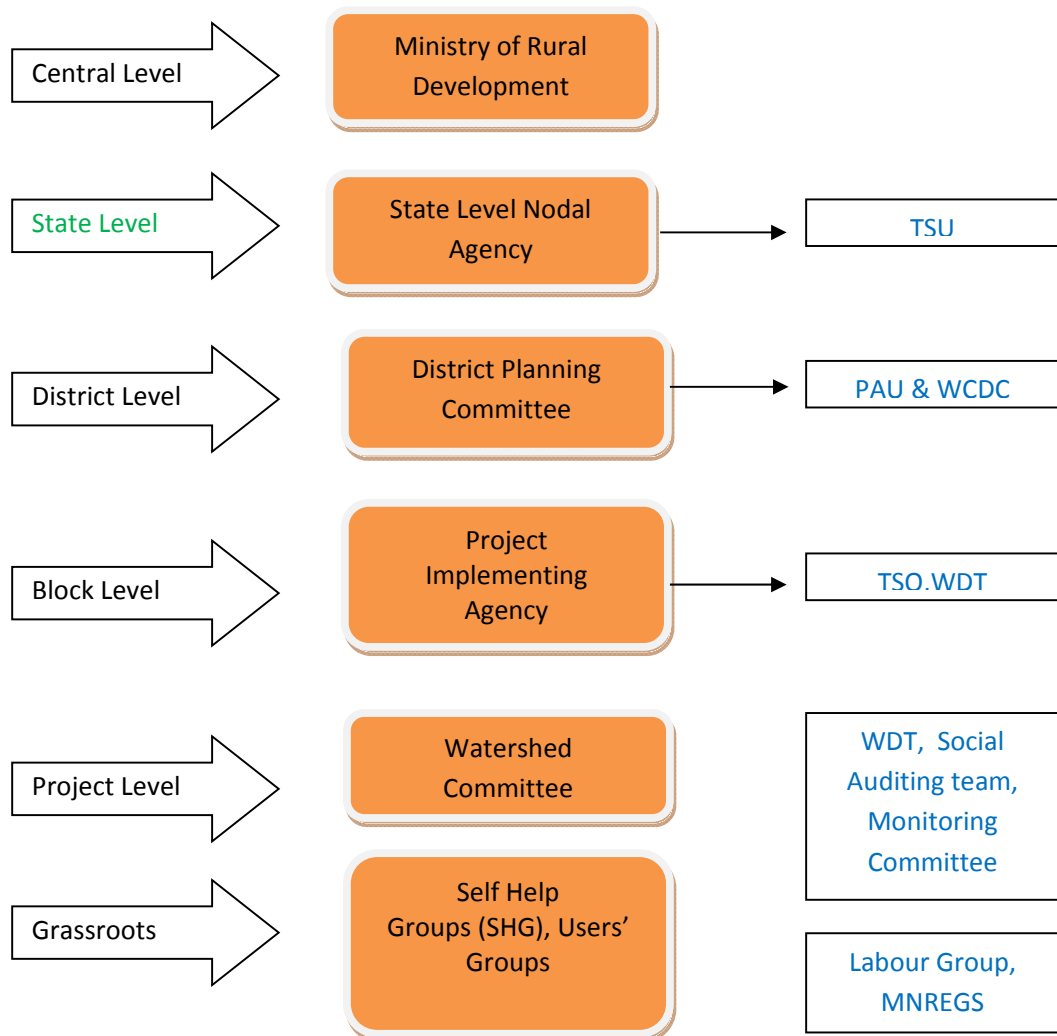 Central Level
Ministry of Rural
Development
State Level
State Level Nodal
Agency
TSU
District Level
District Planning
Committee
PAU & WCDC
Block Level
Project
Implementing
Agency
TSO,WDT
Project Level
Watershed
Committee
WDT, Social
Auditing team,
Monitoring
Committee
Grassroots
Self Help
Groups (SHG), Users’
Groups
Labour Group,
MNREGS